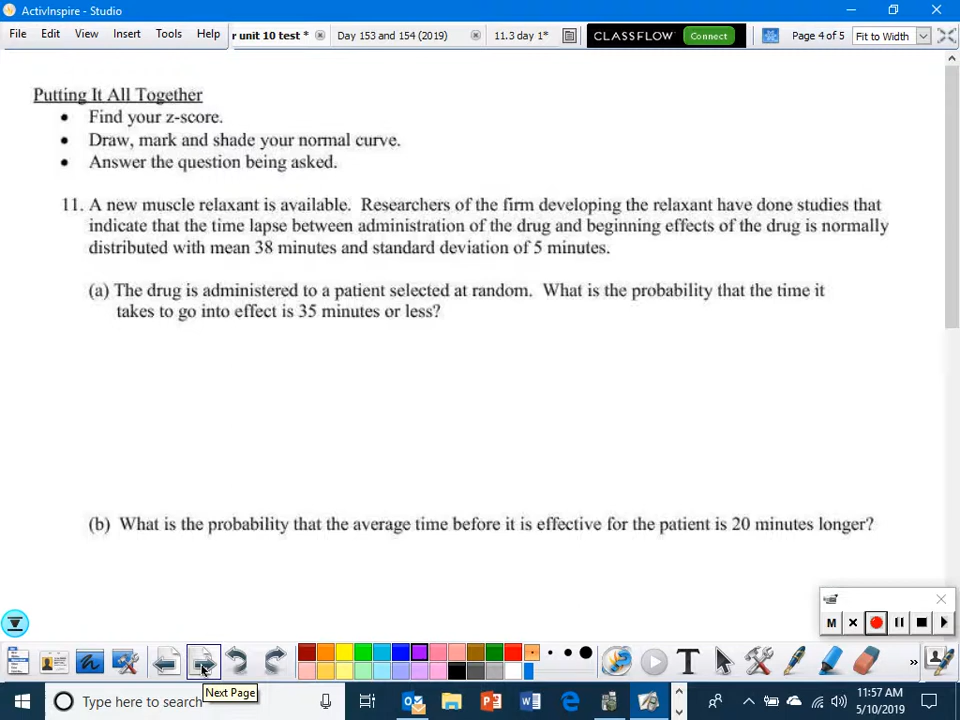 ActivInspire - Studio
File Edit View Insert Tools Help r unit 10 test * Day 153 and 154 (2019) 11.3 day 1* CLASSFLOW Connect Page 4 of 5 Fit to Width
Putting It All Together
• Find your z-score.
• Draw, mark and shade your normal curve.
• Answer the question being asked.
11. A new muscle relaxant is available. Researchers of the firm developing the relaxant have done studies that
indicate that the time lapse between administration of the drug and beginning effects of the drug is normally
distributed with mean 38 minutes and standard deviation of 5 minutes.
(a) The drug is administered to a patient selected at random. What is the probability that the time it
takes to go into effect is 35 minutes or less?
(b) What is the probability that the average time before it is effective for the patient is 20 minutes longer?
M
T
Next Page
Type here to search
11:57 AM
5/10/2019